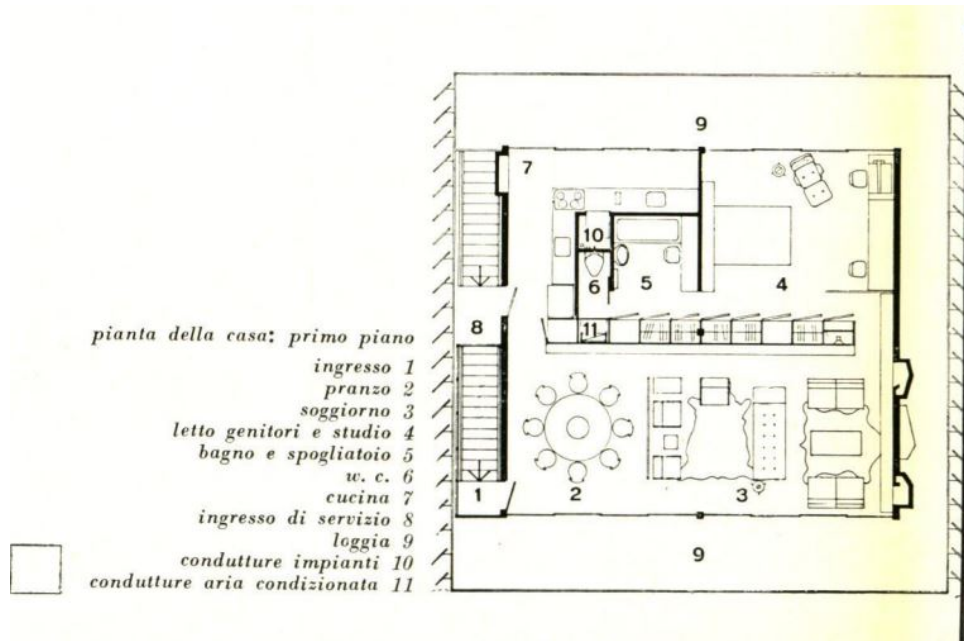 pianta della casa: primo piano
ingresso 1
pranzo 2
soggiorno 3
letto genitori e studio 4
bagno e spogliatoio 5
w. c. 6
cucina 7
ingresso di servizio 8
loggia 9
condutture impianti 10
condutture aria condizionata 11
9
7
10
6
5
4
8
11
1
2
3
9